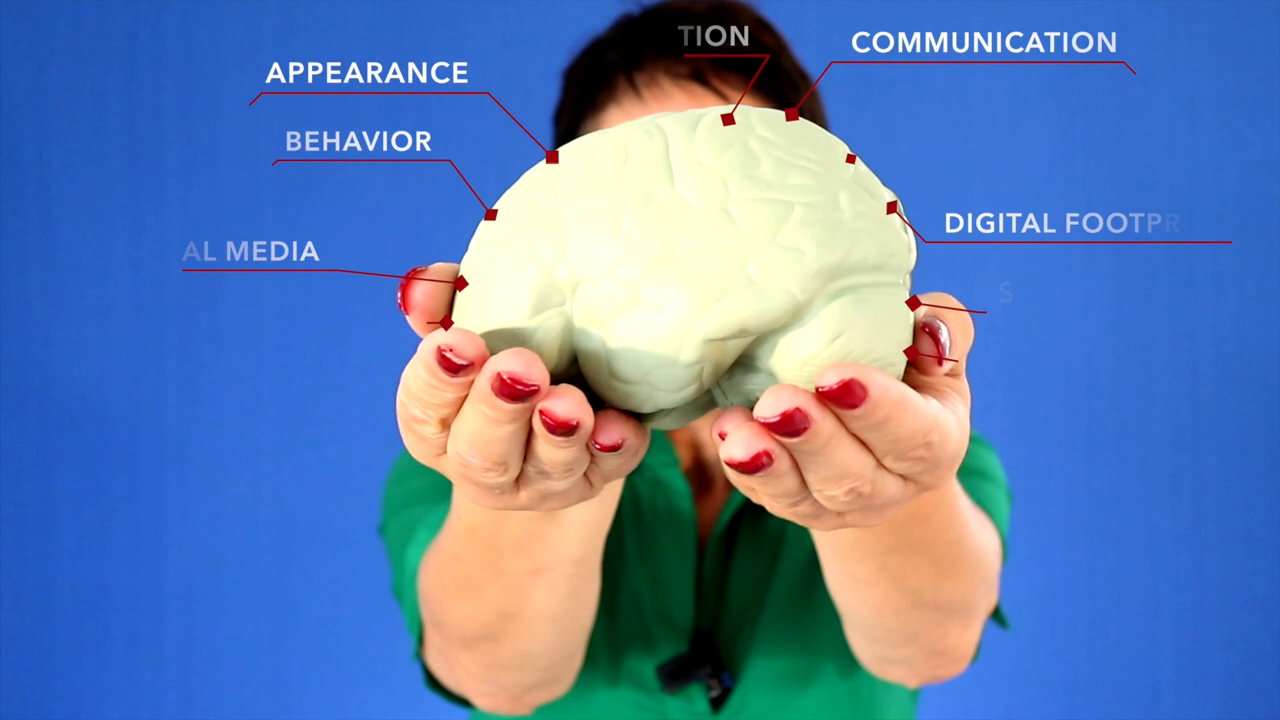 TION
COMMUNICATION
APPEARANCE
BEHAVIOR
DIGITAL FOOTPR
AL MEDIA
S